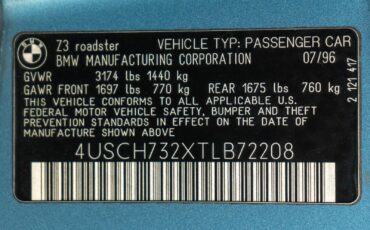 BMW
Z3 roadster VEHICLE TYP: PASSENGER CAR
BMW MANUFACTURING CORPORATION 07/96
GVWR 3174 lbs 1440 kg
GAWR FRONT 1697 lbs 770 kg REAR 1675 lbs 760 kg
THIS VEHICLE CONFORMS TO ALL APPLICABLE U.S.
FEDERAL MOTOR VEHICLE SAFETY, BUMPER AND THEFT
PREVENTION STANDARDS IN EFFECT ON THE DATE OF
MANUFACTURE SHOWN ABOVE.
4USCH732XTLB72208
2 121 417